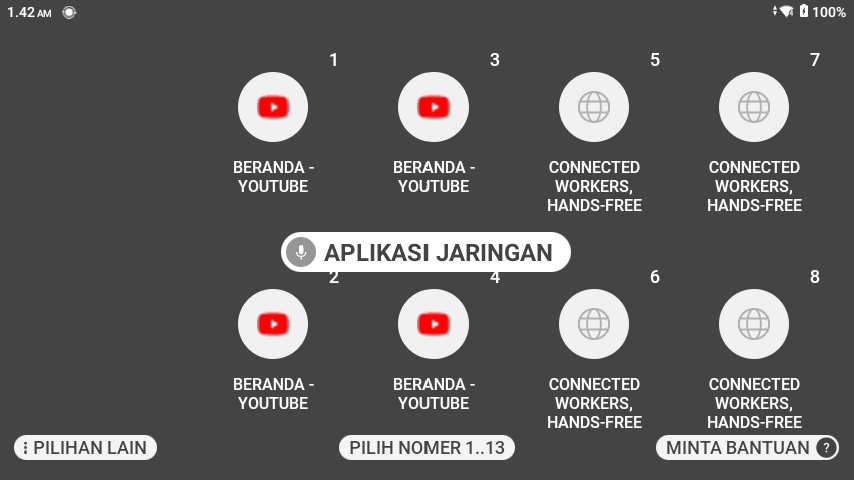 1.42 AM
100%
1
3
5
7
BERANDA -
YOUTUBE
BERANDA -
YOUTUBE
CONNECTED
WORKERS,
HANDS-FREE
CONNECTED
WORKERS,
HANDS-FREE
APLIKASI JARINGAN
2
4
6
8
BERANDA -
YOUTUBE
BERANDA -
YOUTUBE
CONNECTED
WORKERS,
HANDS-FREE
CONNECTED
WORKERS,
HANDS-FREE
PILIHAN LAIN
PILIH NOMER 1..13
MINTA BANTUAN ?